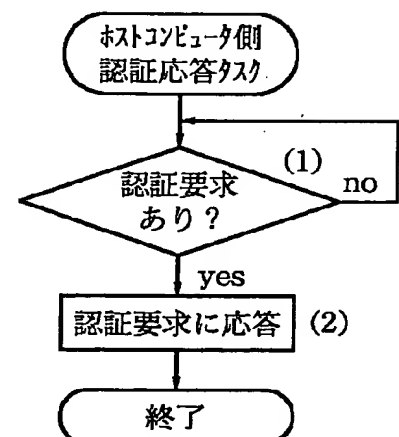 ホストコンピュータ側
認証応答タスク
認証要求
あり？
(1)
no
yes
認証要求に応答
(2)
終了